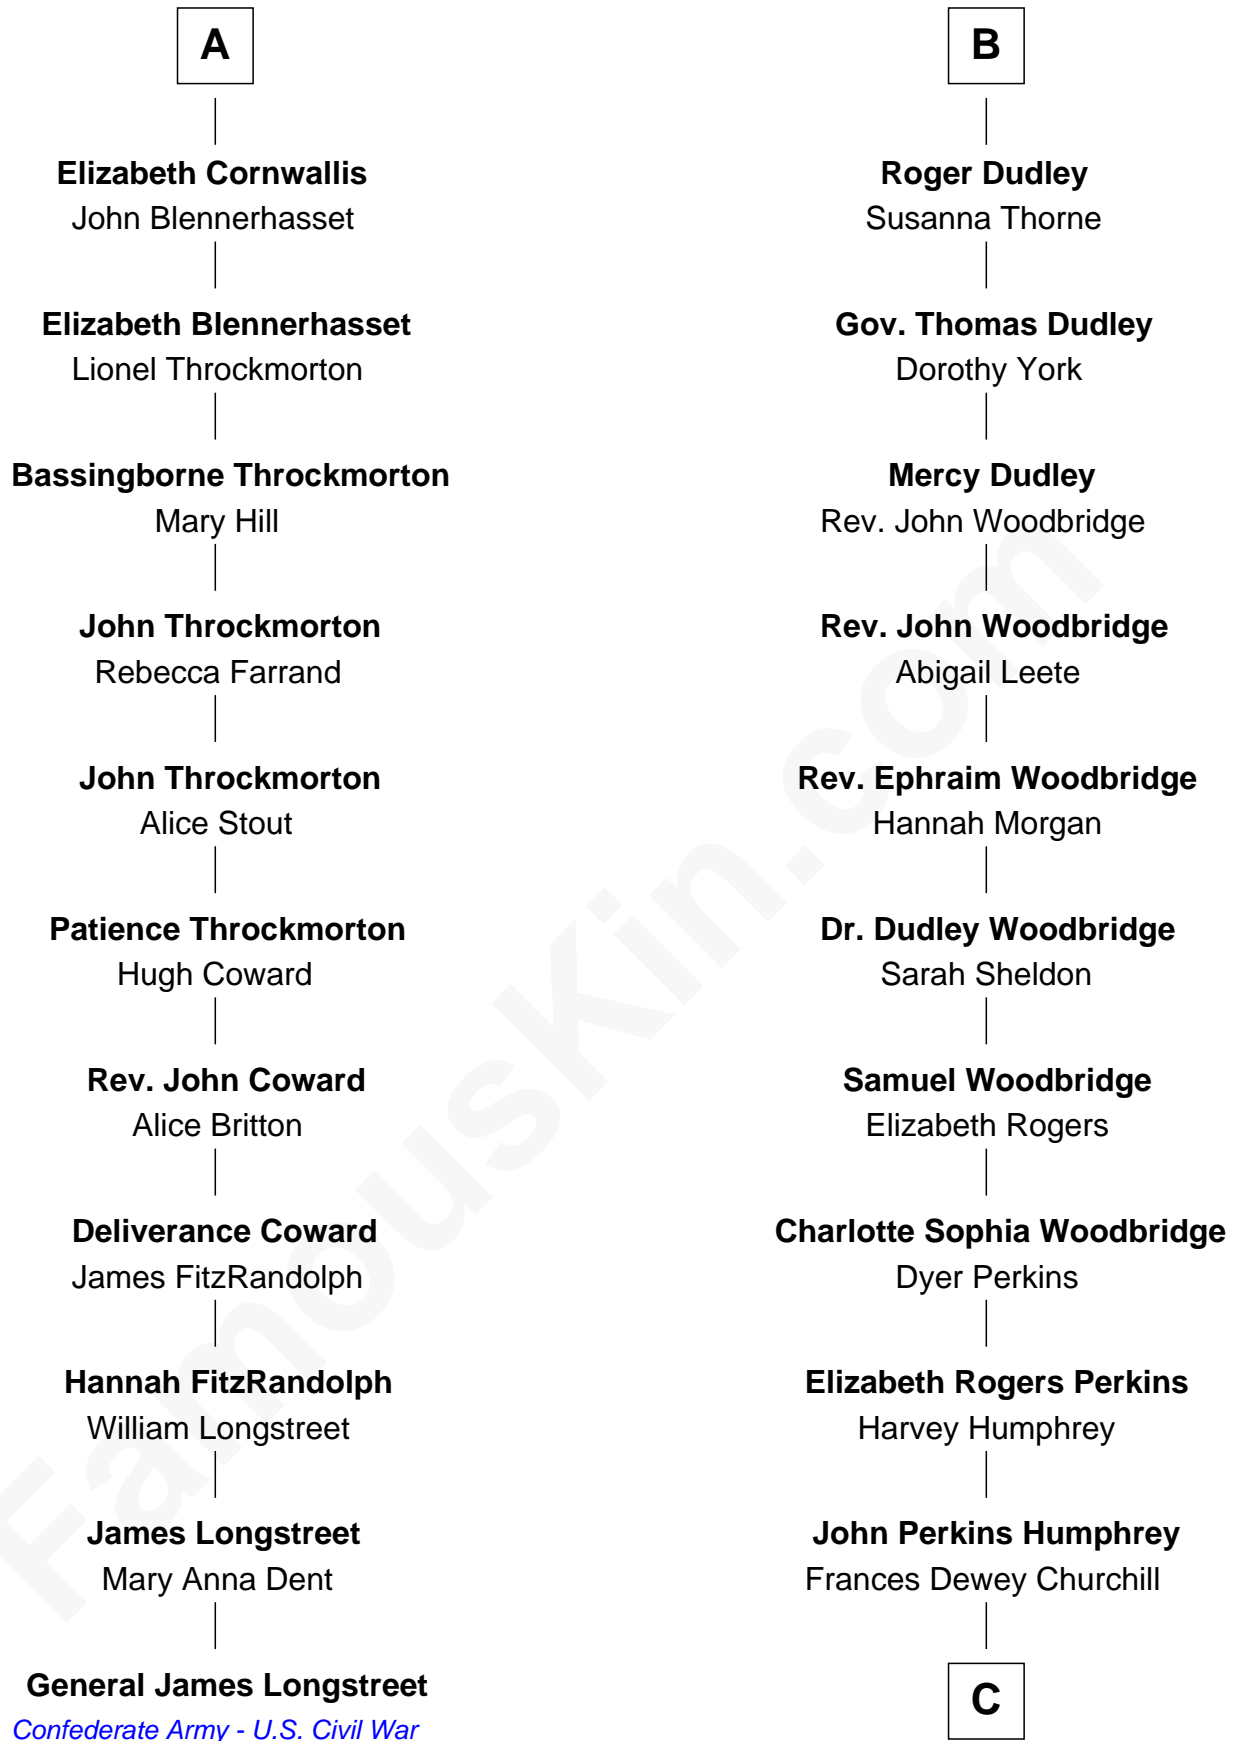 A
Elizabeth Cornwallis
John Blennerhasset
Elizabeth Blennerhasset
Lionel Throckmorton
Bassingborne Throckmorton
Mary Hill
John Throckmorton
Rebecca Farrand
John Throckmorton
Alice Stout
Patience Throckmorton
Hugh Coward
Rev. John Coward
Alice Britton
Deliverance Coward
James FitzRandolph
Hannah FitzRandolph
William Longstreet
James Longstreet
Mary Anna Dent
General James Longstreet
Confederate Army - U.S. Civil War
B
Roger Dudley
Susanna Thorne
Gov. Thomas Dudley
Dorothy York
Mercy Dudley
Rev. John Woodbridge
Rev. John Woodbridge
Abigail Leete
Rev. Ephraim Woodbridge
Hannah Morgan
Dr. Dudley Woodbridge
Sarah Sheldon
Samuel Woodbridge
Elizabeth Rogers
Charlotte Sophia Woodbridge
Dyer Perkins
Elizabeth Rogers Perkins
Harvey Humphrey
John Perkins Humphrey
Frances Dewey Churchill
C
FamousKin.com